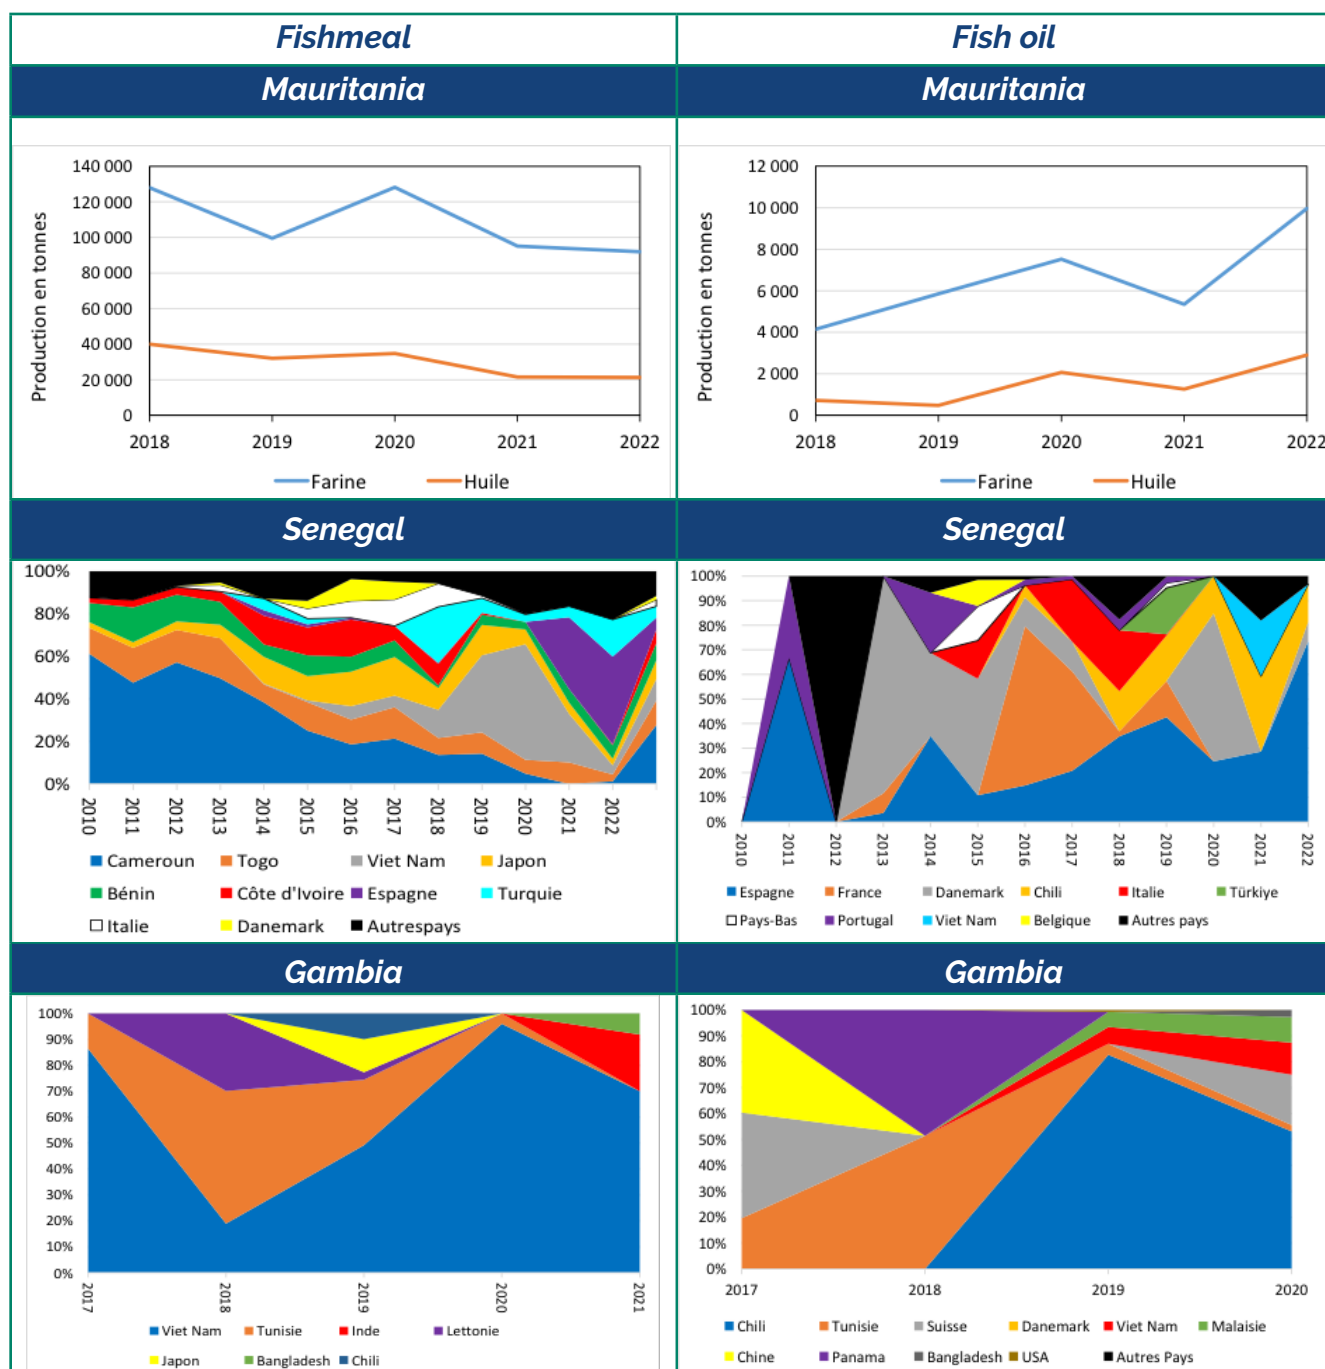 Fishmeal
Fish oil
Mauritania
Mauritania
Production en tonnes
140 000
120 000
100 000
80 000
60 000
40 000
20 000
0
2018 2019 2020 2021 2022
Farine Huile
Production en tonnes
12 000
10 000
8 000
6 000
4 000
2 000
0
2018 2019 2020 2021 2022
Farine Huile
Senegal
Senegal
100%
80%
60%
40%
20%
0%
2010 2011 2012 2013 2014 2015 2016 2017 2018 2019 2020 2021 2022
Cameroun Togo Viet Nam Japon
Bénin Côte d'Ivoire Espagne Turquie
Italie Danemark Autrespays
100%
90%
80%
70%
60%
50%
40%
30%
20%
10%
0%
2010 2011 2012 2013 2014 2015 2016 2017 2018 2019 2020 2021 2022
Espagne France Danemark Chili Italie Türkiye
Pays-Bas Portugal Viet Nam Belgique Autres pays
Gambia
Gambia
100%
90%
80%
70%
60%
50%
40%
30%
20%
10%
0%
2017 2018 2019 2020 2021
Viet Nam Tunisie Inde Lettonie
Japon Bangladesh Chili
100%
90%
80%
70%
60%
50%
40%
30%
20%
10%
0%
2017 2018 2019 2020
Chili Tunisie Suisse Danemark Viet Nam Malaisie
Chine Panama Bangladesh USA Autres Pays